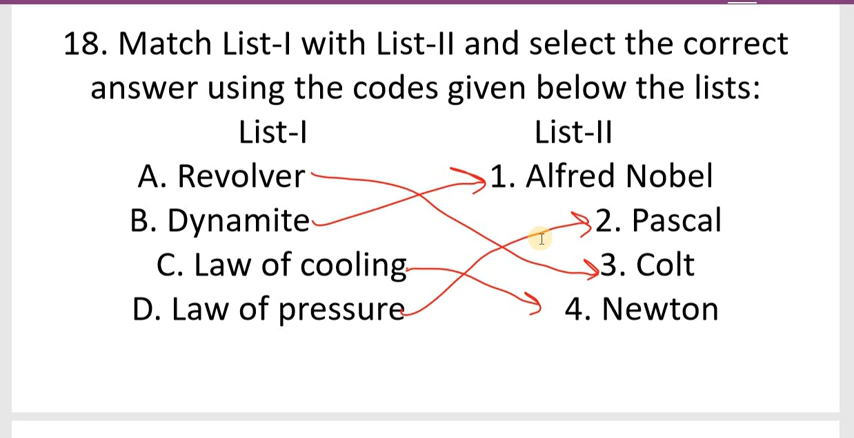 18. Match List-I with List-II and select the correct
answer using the codes given below the lists:
List-I List-II
A. Revolver 1. Alfred Nobel
B. Dynamite 2. Pascal
C. Law of cooling 3. Colt
D. Law of pressure 4. Newton